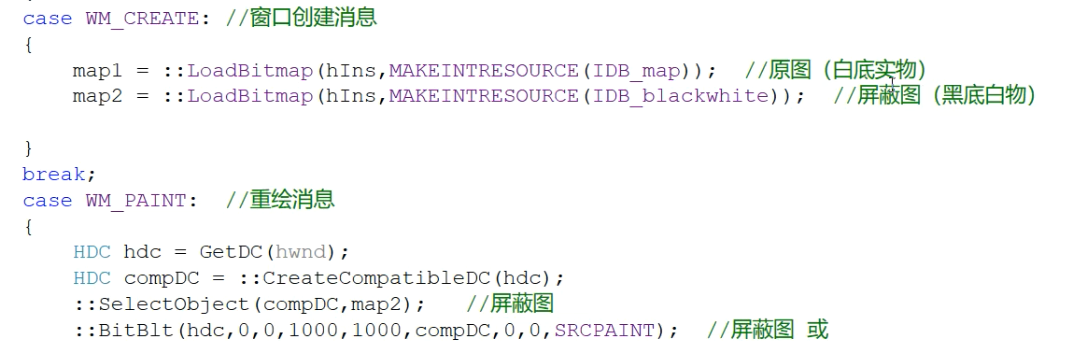 case WM_CREATE: //窗口创建消息
{
map1 = ::LoadBitmap(hIns,MAKEINTRESOURCE(IDB_map)); //原图（白底实物）
map2 = ::LoadBitmap(hIns,MAKEINTRESOURCE(IDB_blackwhite)); //屏蔽图（黑底白物）
}
break;
case WM_PAINT: //重绘消息
{
HDC hdc = GetDC(hwnd);
HDC compDC = ::CreateCompatibleDC(hdc);
::SelectObject(compDC,map2); //屏蔽图
::BitBlt(hdc,0,0,1000,1000,compDC,0,0,SRCPAINT); //屏蔽图 或